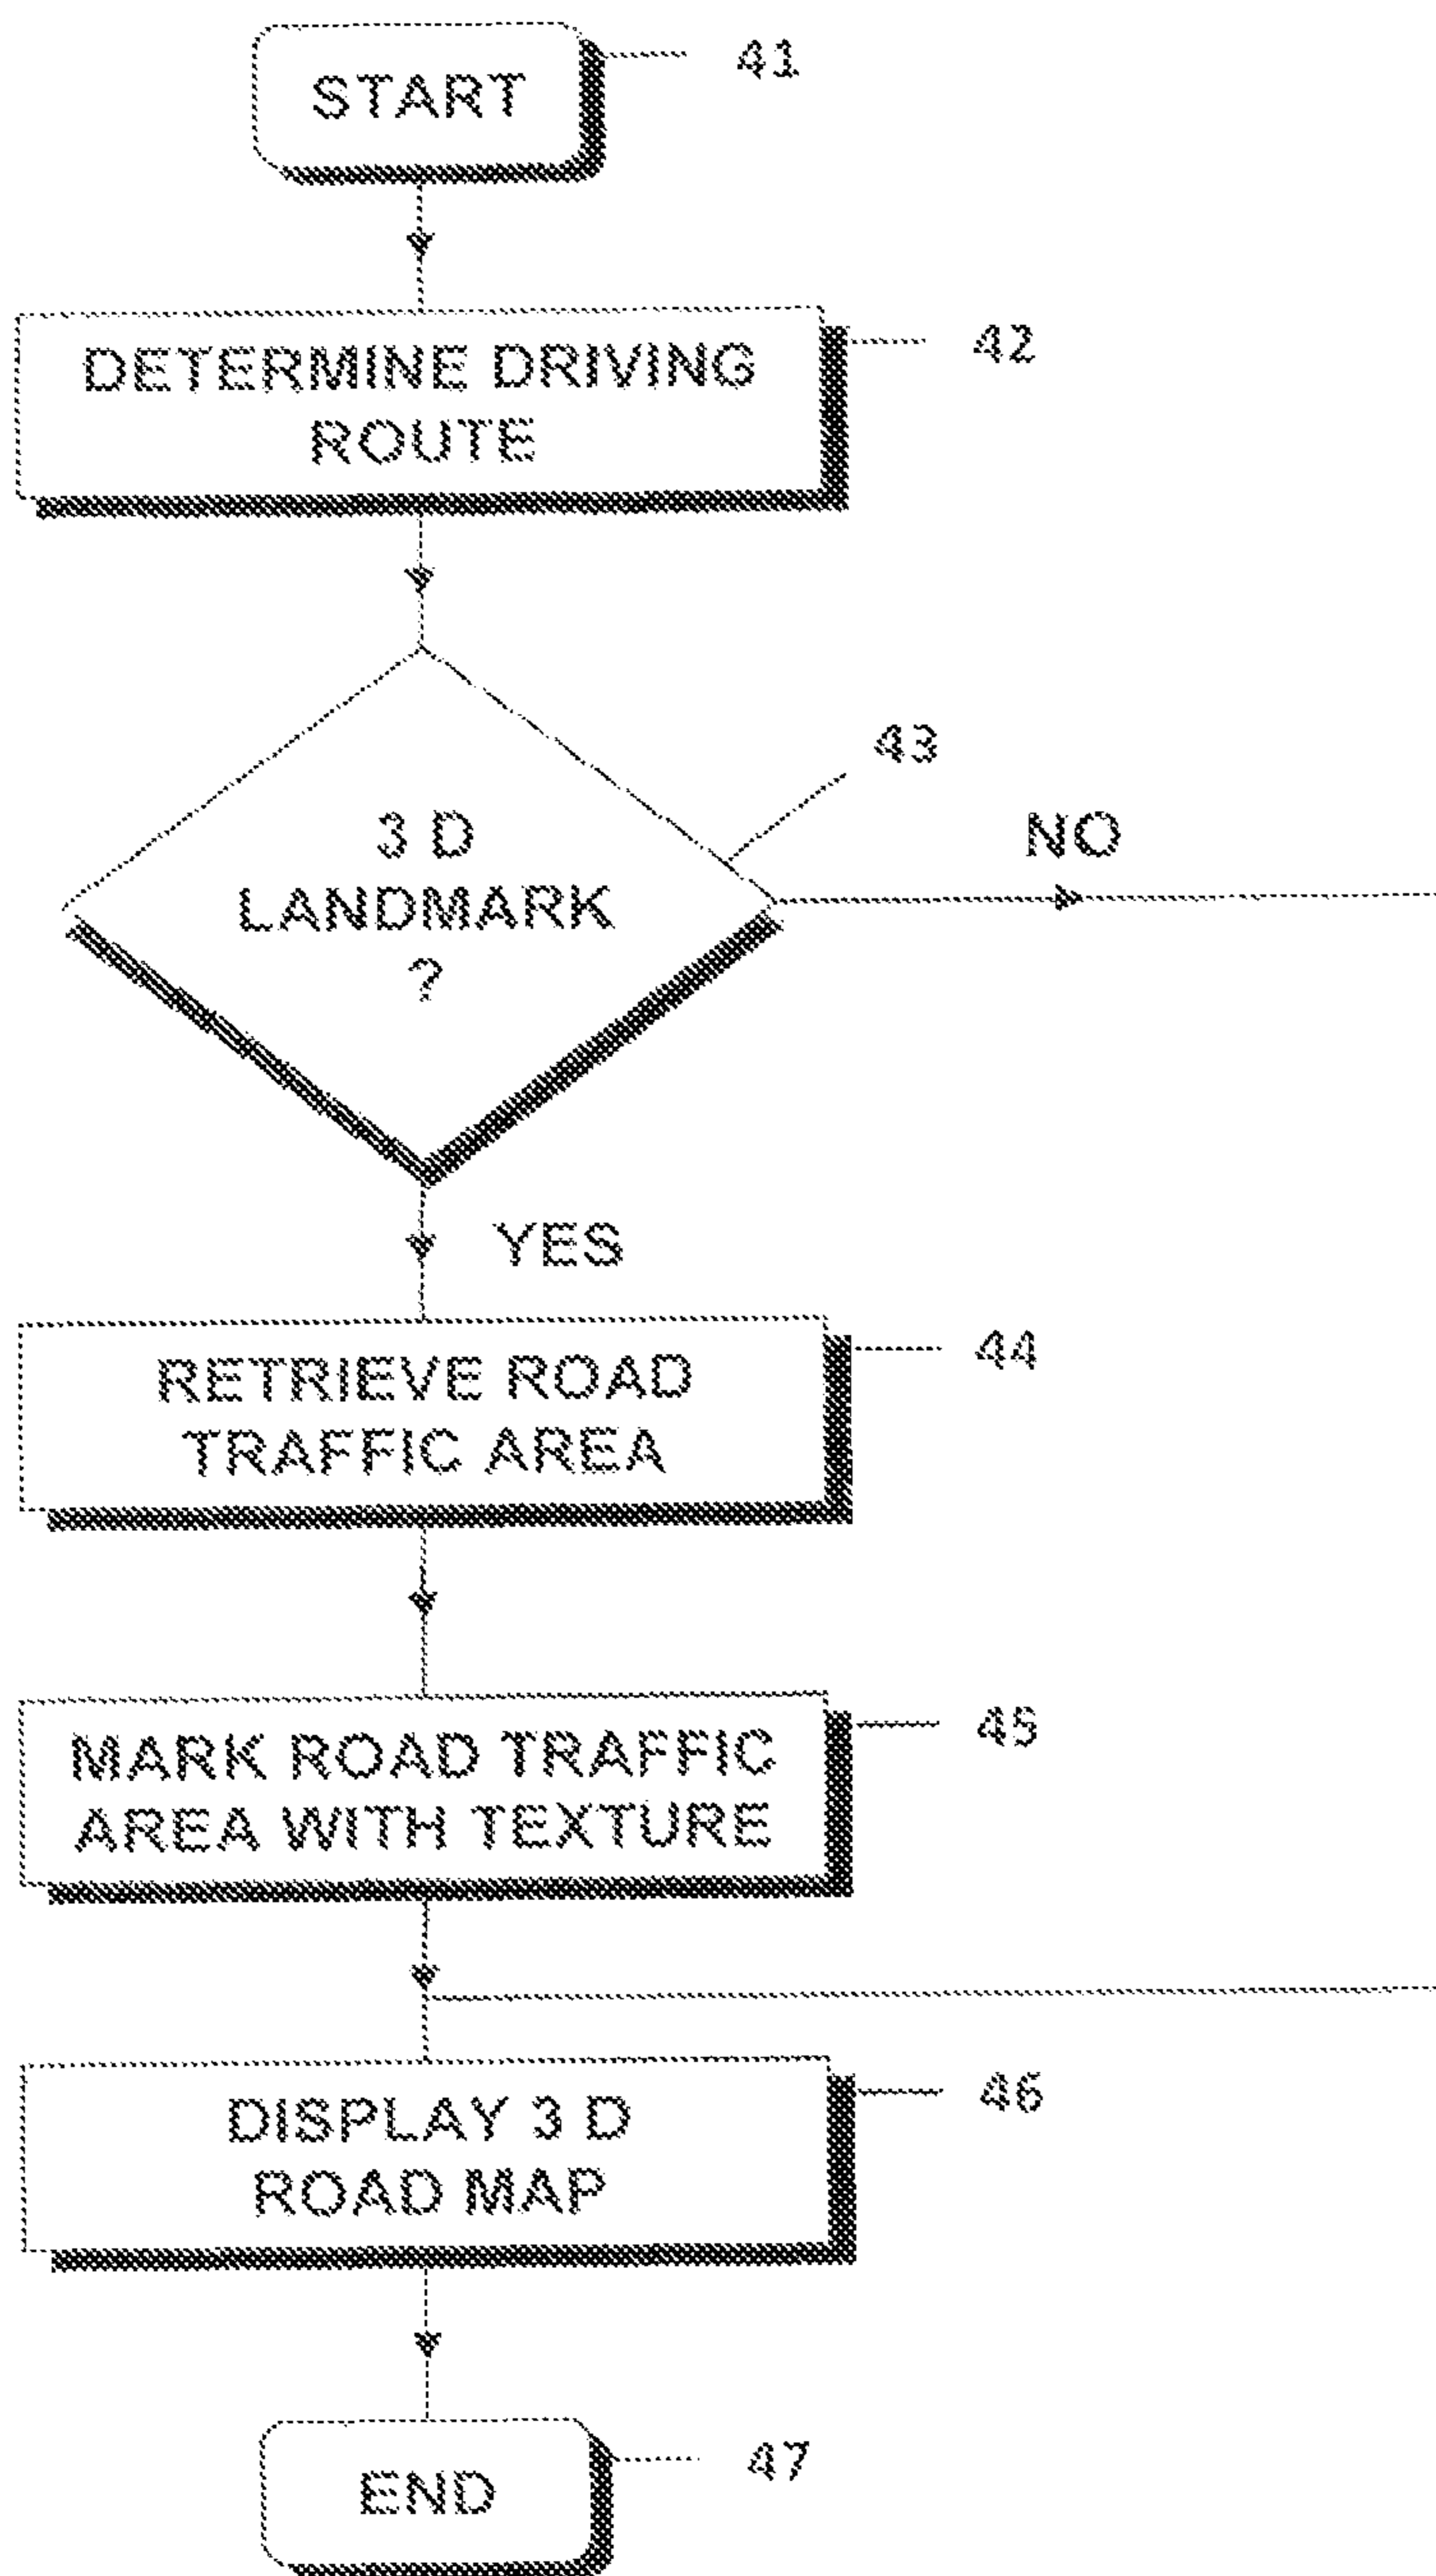 START
41
DETERMINE DRIVING
ROUTE
42
43
3 D
LANDMARK
?
NO
YES
RETRIEVE ROAD
TRAFFIC AREA
44
MARK ROAD TRAFFIC
AREA WITH TEXTURE
45
DISPLAY 3 D
ROAD MAP
46
END
47